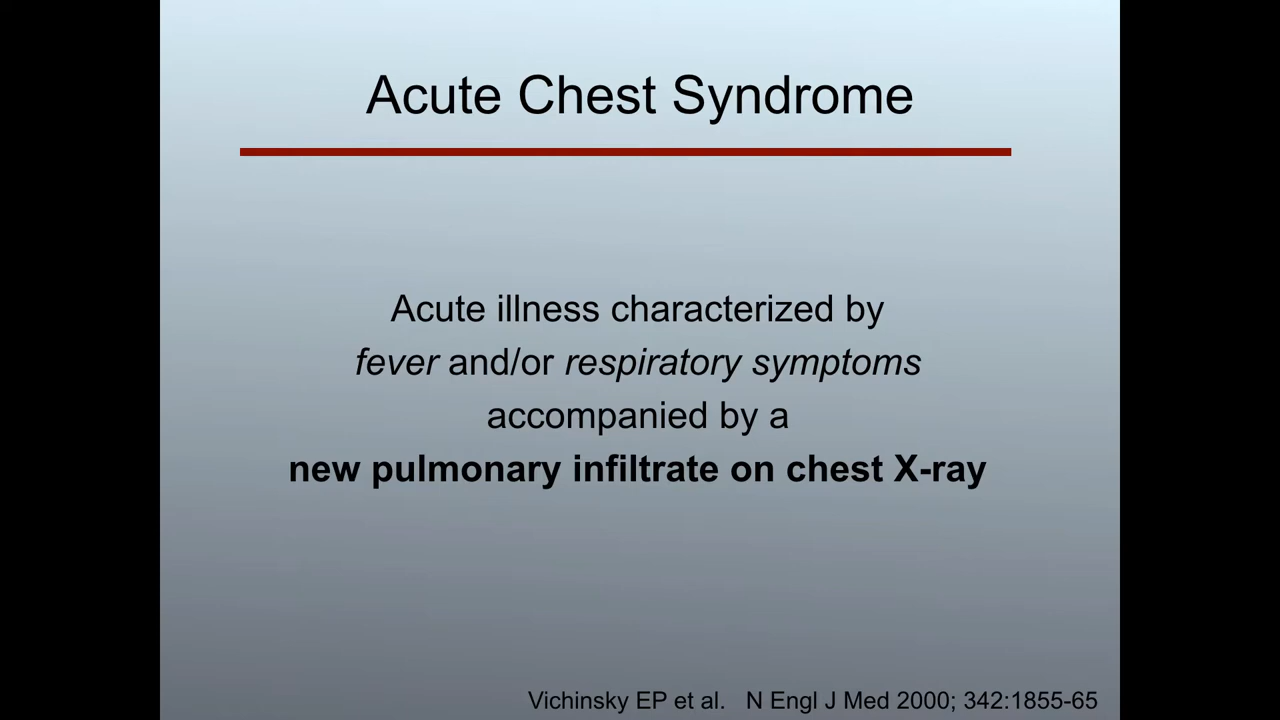 Acute Chest Syndrome
Acute illness characterized by
fever and/or respiratory symptoms
accompanied by a
new pulmonary infiltrate on chest X-ray
Vichinsky EP et al.   N Engl J Med 2000; 342:1855-65